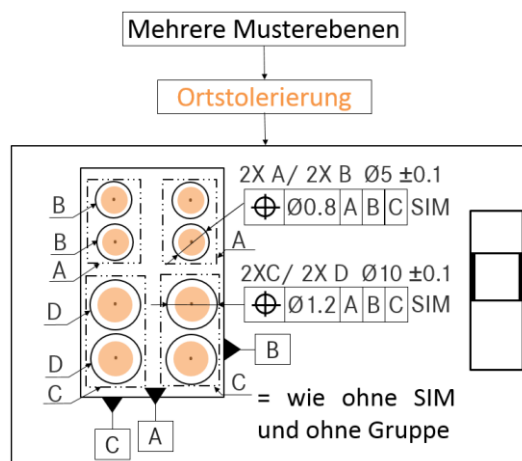 Mehrere Musterebenen
Ortstolerierung
2X A/ 2X B Ø5 ±0.1
⌖ Ø0.8 A B C SIM
B
B
A
A
2XC/ 2X D Ø10 ±0.1
⌖ Ø1.2 A B C SIM
D
D
C
C
B
C
A
= wie ohne SIM
und ohne Gruppe